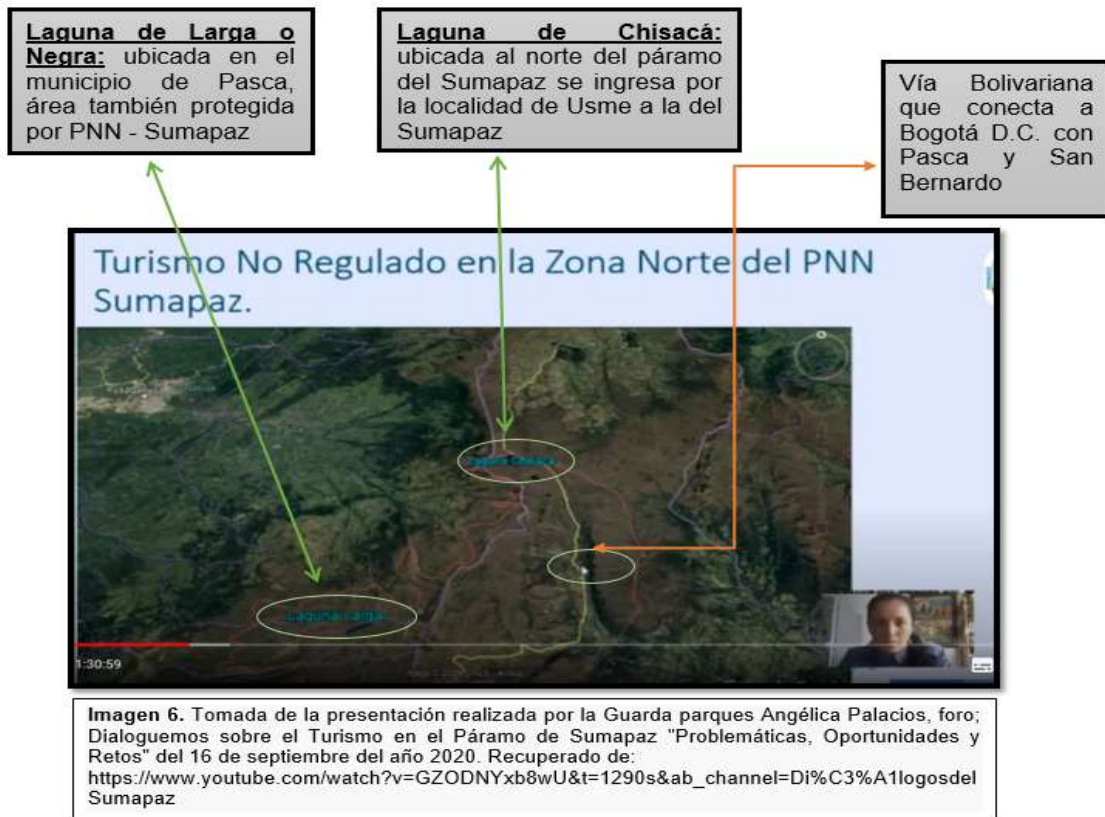 Laguna de Larga o
Negra: ubicada en el
municipio de Pasca,
área también protegida
por PNN - Sumapaz
Laguna de Chisacá:
ubicada al norte del páramo
del Sumapaz se ingresa por
la localidad de Usme a la del
Sumapaz
Vía Bolivariana
que conecta a
Bogotá D.C. con
Pasca y San
Bernardo
Turismo No Regulado en la Zona Norte del PNN
Sumapaz.
Laguna Chisacá
Laguna Larga
1:30:59
Imagen 6. Tomada de la presentación realizada por la Guarda parques Angélica Palacios, foro;
Dialoguemos sobre el Turismo en el Páramo de Sumapaz "Problemáticas, Oportunidades y
Retos" del 16 de septiembre del año 2020. Recuperado de:
https://www.youtube.com/watch?v=GZODNYxb8wU&t=1290s&ab_channel=Di%C3%A1logosdel
Sumapaz